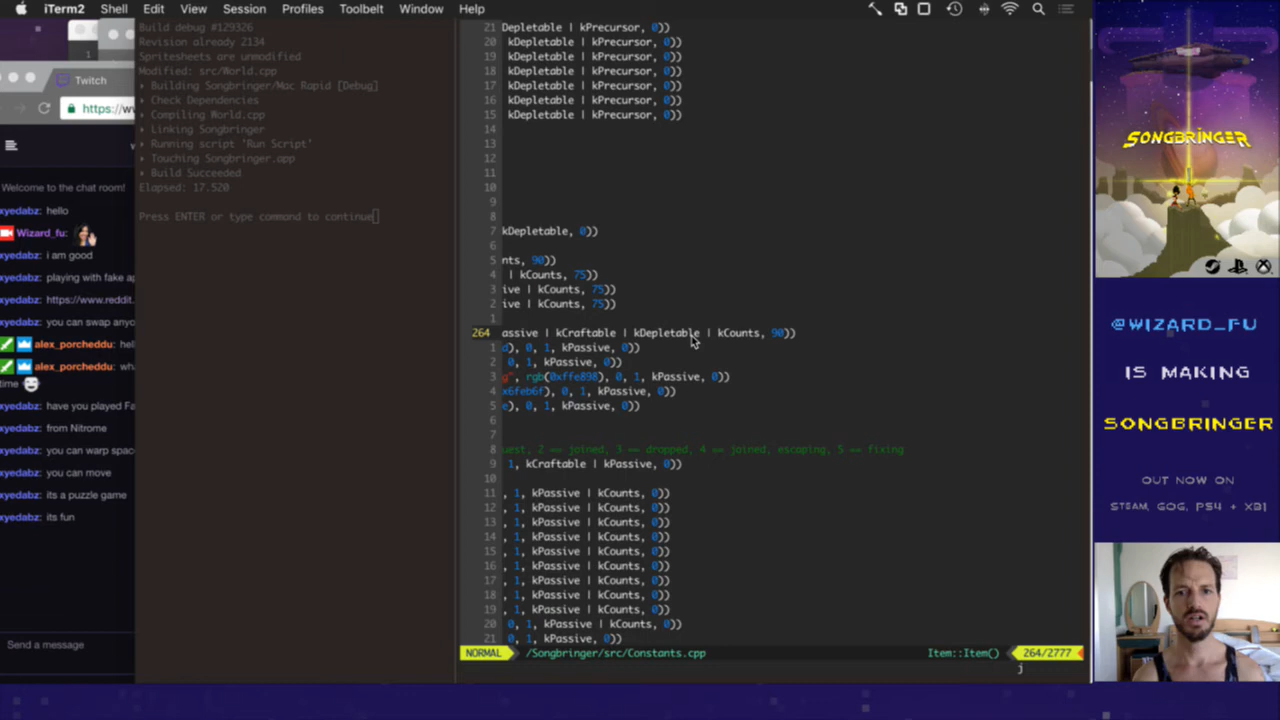 iTerm2 Shell Edit View Session Profiles Toolbelt Window Help
Twitch
https://ww
Welcome to the chat room!
xyedabz: hello
Wizard_fu:
xyedabz: i am good
xyedabz: playing with fake ap
xyedabz: https://www.reddit.
xyedabz: you can swap anyo
alex_porcheddu: hell
alex_porcheddu: wha
time
xyedabz: have you played Fa
xyedabz: from Nitrome
xyedabz: you can warp spac
xyedabz: you can move
xyedabz: its a puzzle game
xyedabz: its fun
Send a message
Build debug #129326
Revision already 2134
Spritesheets are unmodified
Modified: src/World.cpp
▸ Building Songbringer/Mac Rapid [Debug]
▸ Check Dependencies
▸ Compiling World.cpp
▸ Linking Songbringer
▸ Running script 'Run Script'
▸ Touching Songbringer.app
▸ Build Succeeded
Elapsed: 17.520
Press ENTER or type command to continue
21 Depletable | kPrecursor, 0))
20 kDepletable | kPrecursor, 0))
19 kDepletable | kPrecursor, 0))
18 kDepletable | kPrecursor, 0))
17 kDepletable | kPrecursor, 0))
16 kDepletable | kPrecursor, 0))
15 kDepletable | kPrecursor, 0))
14
13
12
11
10
9
8
7 kDepletable, 0))
6
5 nts, 90))
4 | kCounts, 75))
3 ive | kCounts, 75))
2 ive | kCounts, 75))
1
264 assive | kCraftable | kDepletable | kCounts, 90))
1 d), 0, 1, kPassive, 0))
2 0, 1, kPassive, 0))
3 g", rgb(0xffe898), 0, 1, kPassive, 0))
4 x6feb6f), 0, 1, kPassive, 0))
5 e), 0, 1, kPassive, 0))
6
7
8 uest, 2 == joined, 3 == dropped, 4 == joined, escaping, 5 == fixing
9 1, kCraftable | kPassive, 0))
10
11 , 1, kPassive | kCounts, 0))
12 , 1, kPassive | kCounts, 0))
13 , 1, kPassive | kCounts, 0))
14 , 1, kPassive | kCounts, 0))
15 , 1, kPassive | kCounts, 0))
16 , 1, kPassive | kCounts, 0))
17 , 1, kPassive | kCounts, 0))
18 , 1, kPassive | kCounts, 0))
19 , 1, kPassive | kCounts, 0))
20 0, 1, kPassive | kCounts, 0))
21 0, 1, kPassive, 0))
NORMAL /Songbringer/src/Constants.cpp Item::Item() 264/2777
j
SONGBRINGER
@WIZARD_FU
IS MAKING
SONGBRINGER
OUT NOW ON
STEAM, GOG, PS4 + XB1